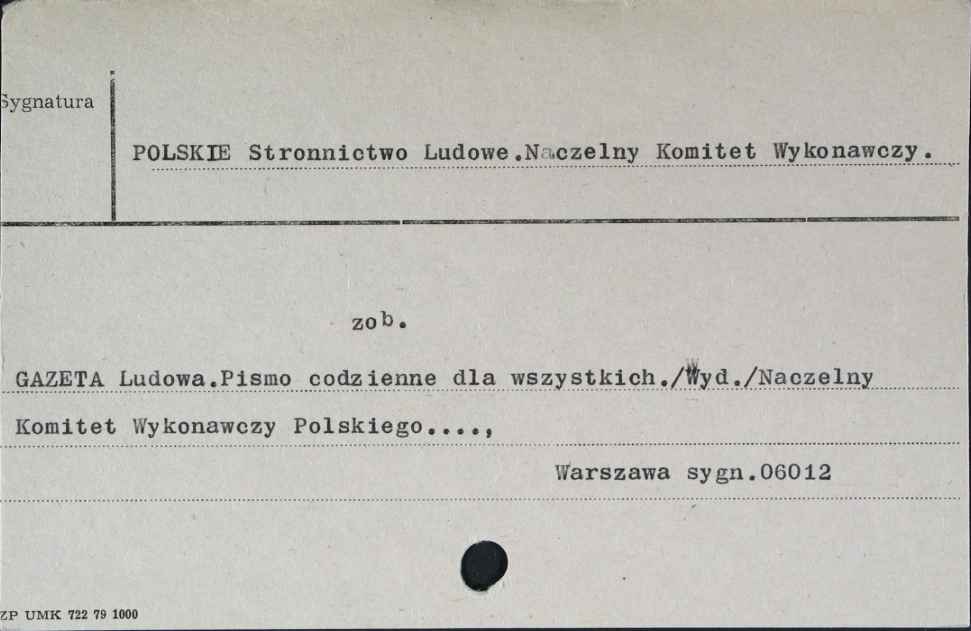 Sygnatura
POLSKIE Stronnictwo Ludowe.Naczelny Komitet Wykonawczy.
zob.
GAZETA Ludowa.Pismo codzienne dla wszystkich./Wyd./Naczelny
Komitet Wykonawczy Polskiego....,
Warszawa sygn.06012
ZP UMK 722 79 1000